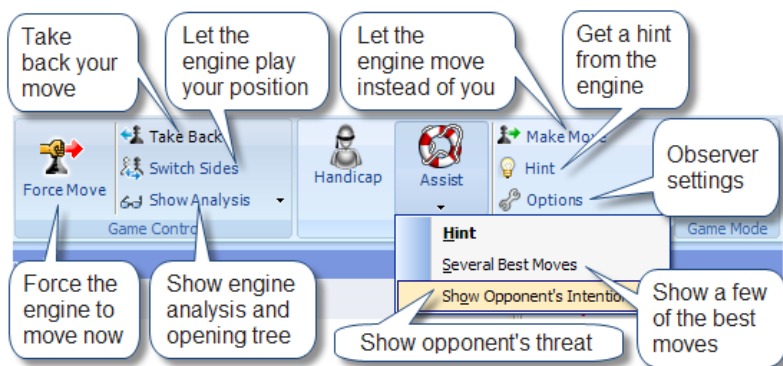 Take
back your
move
Let the
engine play
your position
Let the
engine move
instead of you
Get a hint
from the
engine
Take Back
Switch Sides
Show Analysis
Force Move
Game Contro
Handicap
Assist
Make Move
Hint
Options
Observer
settings
Game Mode
Hint
Several Best Moves
Show Opponent's Intention
Force the
engine to
move now
Show engine
analysis and
opening tree
Show opponent's threat
Show a few
of the best
moves